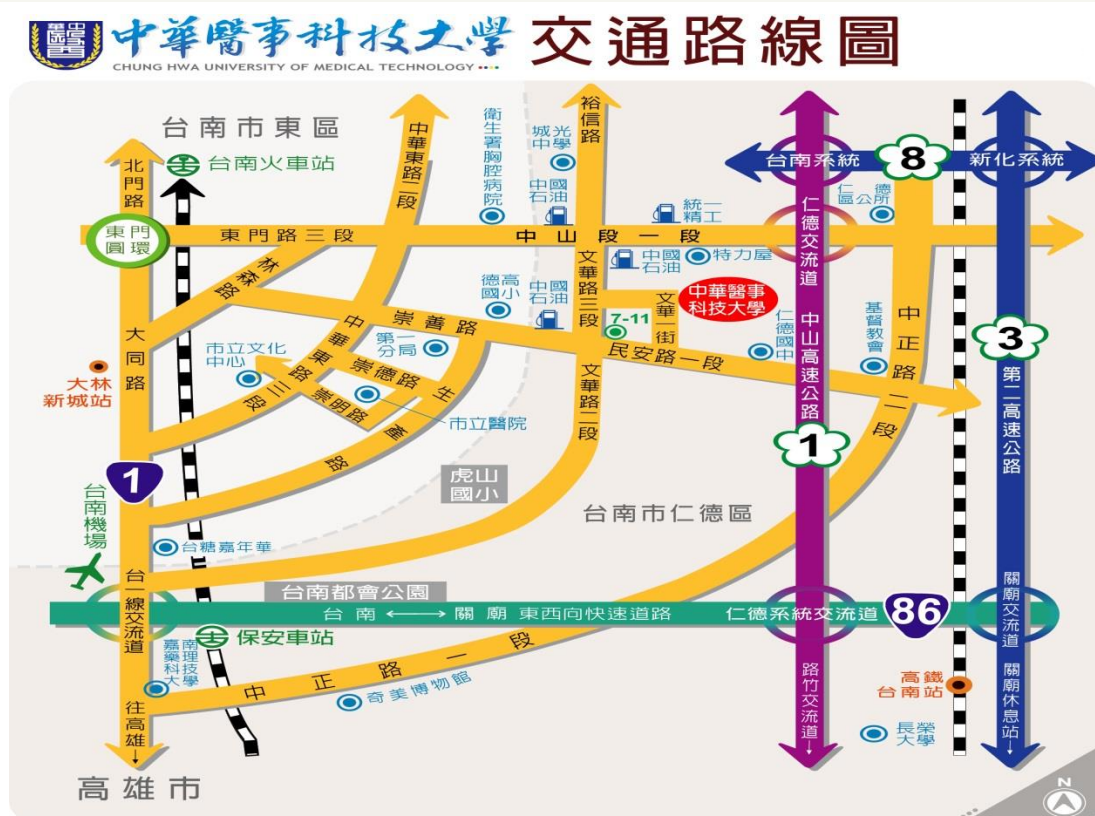 中華醫事科技大學 交通路線圖
CHUNG HWA UNIVERSITY OF MEDICAL TECHNOLOGY
台南市東區
北門路
台南火車站
中華東路二段
衛生署胸腔病院
城光中學
裕信路
中國石油
統一精工
台南系統
8
新化系統
仁德區公所
東門圓環
東門路三段
中山段一段
仁德交流道
林森路
德高國小
中國石油
文華路三段
中國石油
特力屋
中華醫事科技大學
文華一街
7-11
大同路
大林新城站
市立文化中心
中華東路三段
第一分局
崇善路
崇德路
崇明路
市立醫院
生產路
民安路一段
仁德國中
基督教會
中正路二段
中山高速公路
1
3
第二高速公路
文華路二段
虎山國小
台南市仁德區
1
台南機場
台糖嘉年華
台一線交流道
台南都會公園
台南 ←→ 關廟 東西向快速道路
仁德系統交流道
86
關廟交流道
保安車站
嘉南藥理科技大學
中正路一段
奇美博物館
路竹交流道↓
高鐵台南站
長榮大學
關廟休息站↓
往高雄↓
高雄市
N